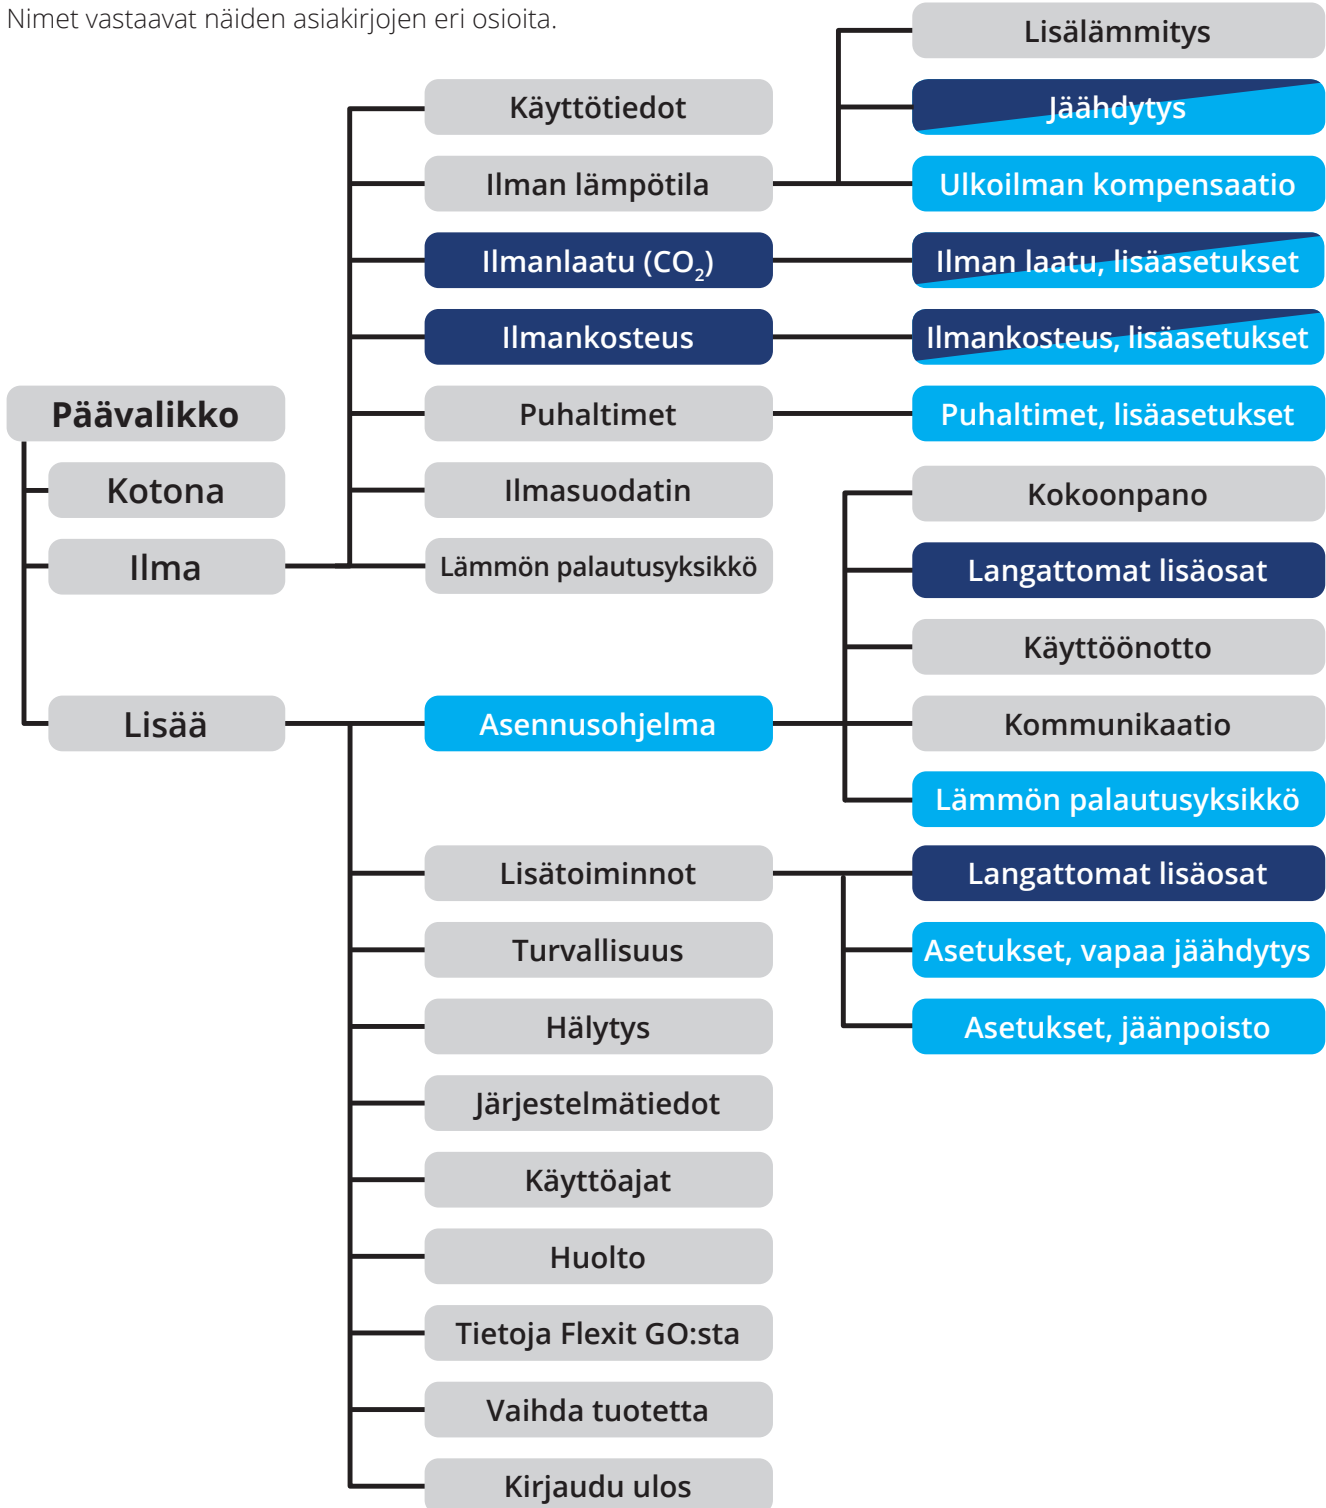 Nimet vastaavat näiden asiakirjojen eri osioita.
Päävalikko
Kotona
Ilma
Lisää
Käyttötiedot
Ilman lämpötila
Ilmanlaatu (CO₂)
Ilmankosteus
Puhaltimet
Ilmasuodatin
Lämmön palautusyksikkö
Lisälämmitys
Jäähdytys
Ulkoilman kompensaatio
Ilman laatu, lisäasetukset
Ilmankosteus, lisäasetukset
Puhaltimet, lisäasetukset
Asennusohjelma
Kokoonpano
Langattomat lisäosat
Käyttöönotto
Kommunikaatio
Lämmön palautusyksikkö
Lisätoiminnot
Langattomat lisäosat
Asetukset, vapaa jäähdytys
Asetukset, jäänpoisto
Turvallisuus
Hälytys
Järjestelmätiedot
Käyttöajat
Huolto
Tietoja Flexit GO:sta
Vaihda tuotetta
Kirjaudu ulos